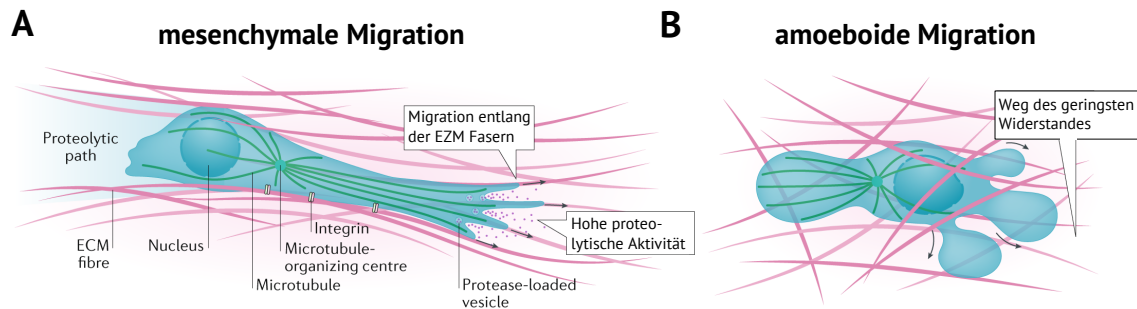 A
mesenchymale Migration
Proteolytic
path
Migration entlang
der EZM Fasern
Hohe proteo-
lytische Aktivität
ECM
fibre
Nucleus
Integrin
Microtubule-
organizing centre
Microtubule
Protease-loaded
vesicle
B
amoeboide Migration
Weg des geringsten
Widerstandes